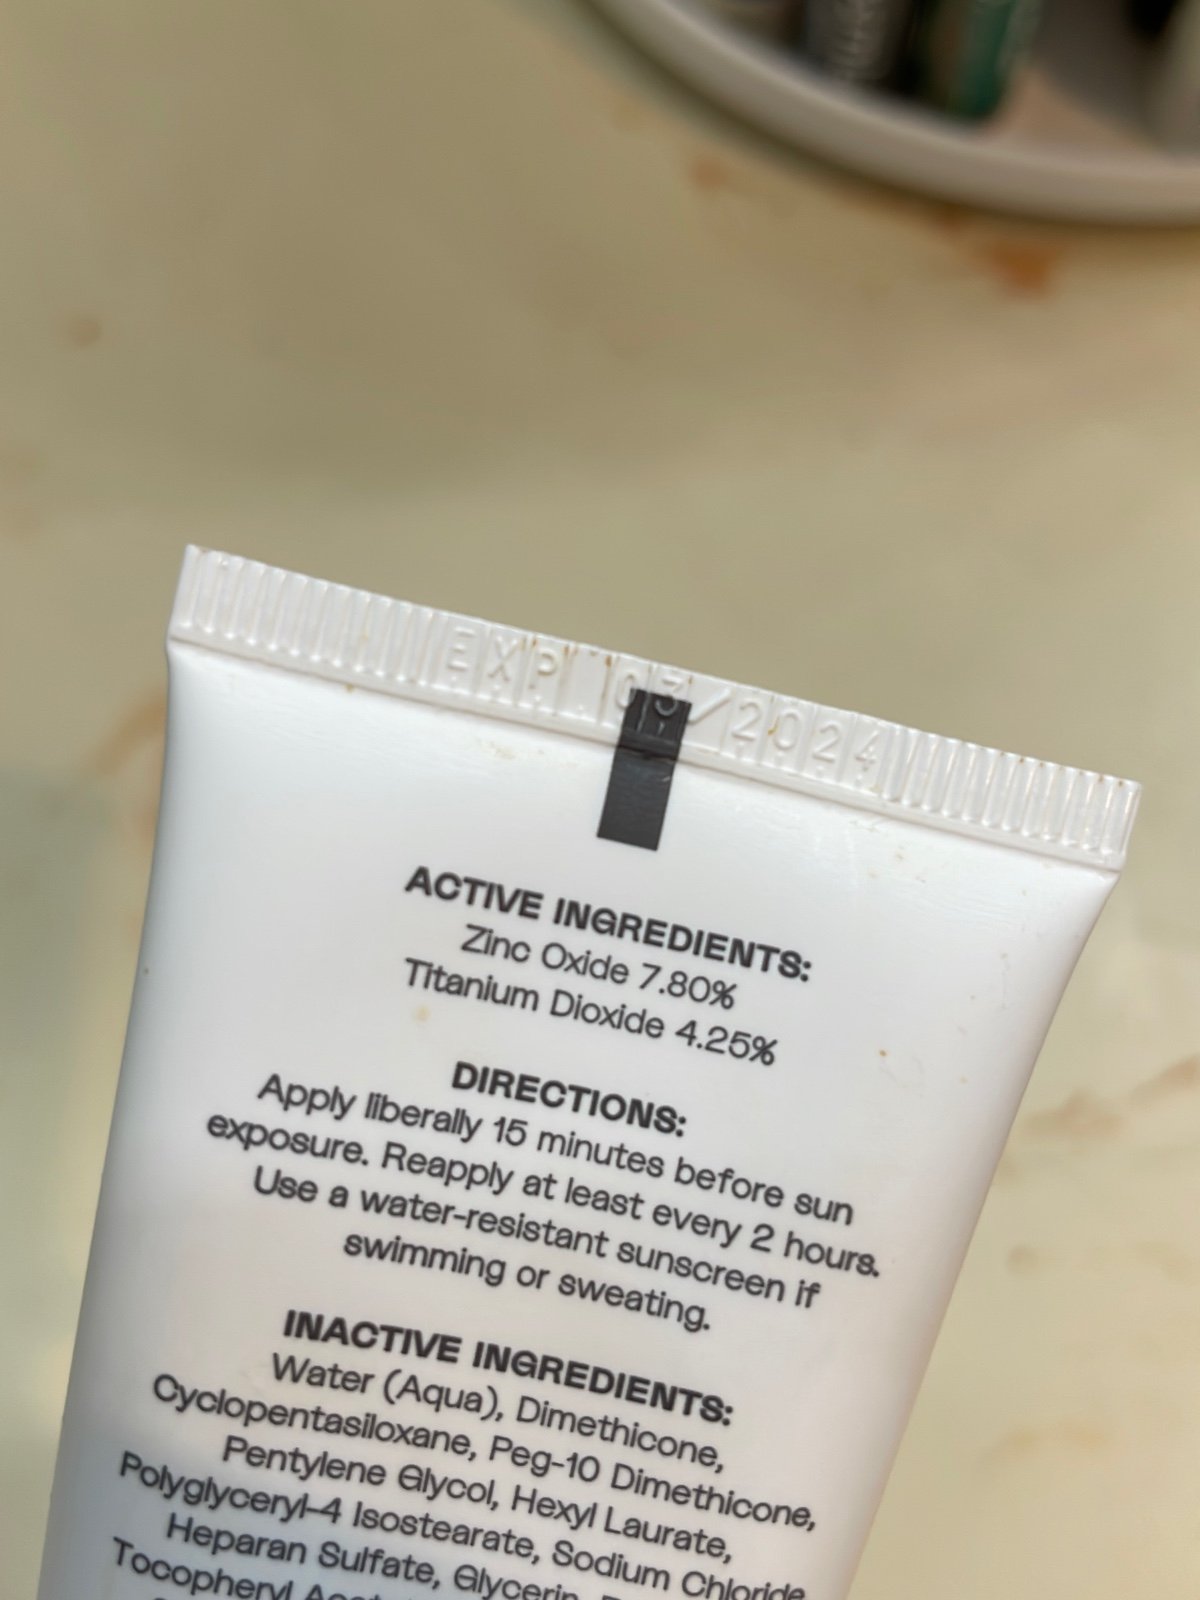 EXP. 03/2024
ACTIVE INGREDIENTS:
Zinc Oxide 7.80%
Titanium Dioxide 4.25%
DIRECTIONS:
Apply liberally 15 minutes before sun
exposure. Reapply at least every 2 hours.
Use a water-resistant sunscreen if
swimming or sweating.
INACTIVE INGREDIENTS:
Water (Aqua), Dimethicone,
Cyclopentasiloxane, Peg-10 Dimethicone,
Pentylene Glycol, Hexyl Laurate,
Polyglyceryl-4 Isostearate, Sodium Chloride,
Heparan Sulfate, Glycerin,
Tocopheryl